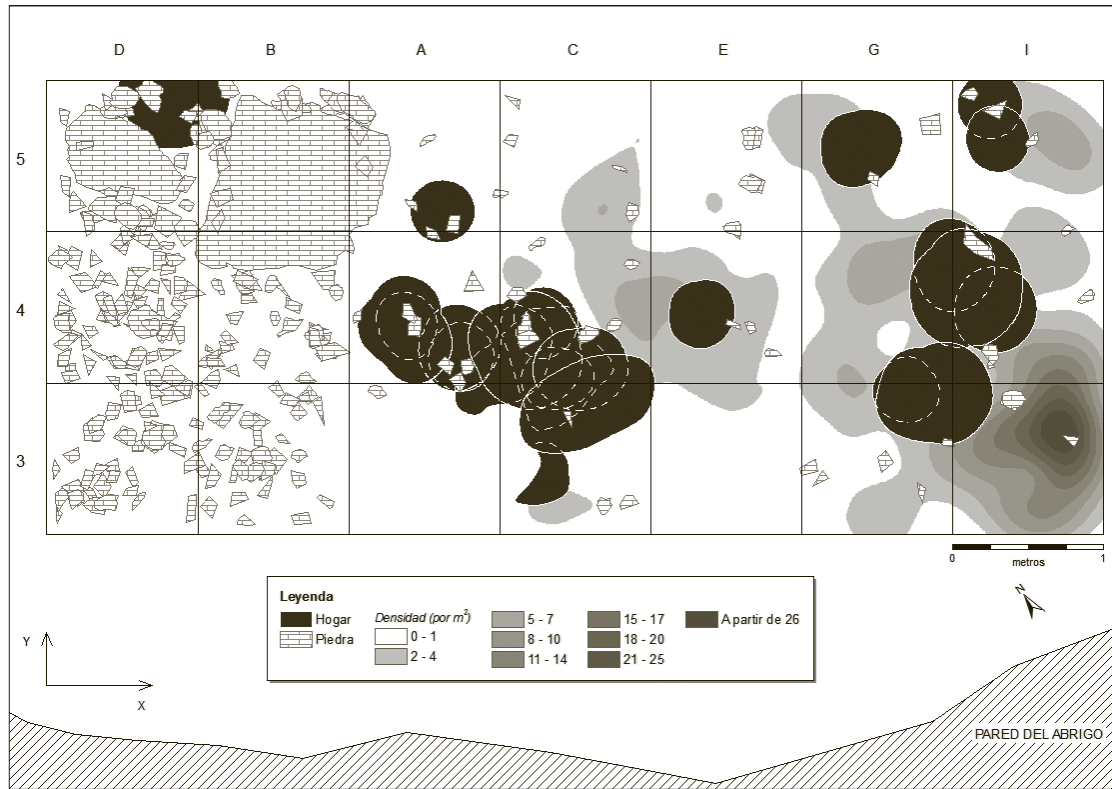 D B A C E G I
5
4
3
0 1
metros
N
Leyenda
Hogar
Piedra
Densidad (por m²)
0 - 1
2 - 4
5 - 7
8 - 10
11 - 14
15 - 17
18 - 20
21 - 25
A partir de 26
Y
X
PARED DEL ABRIGO